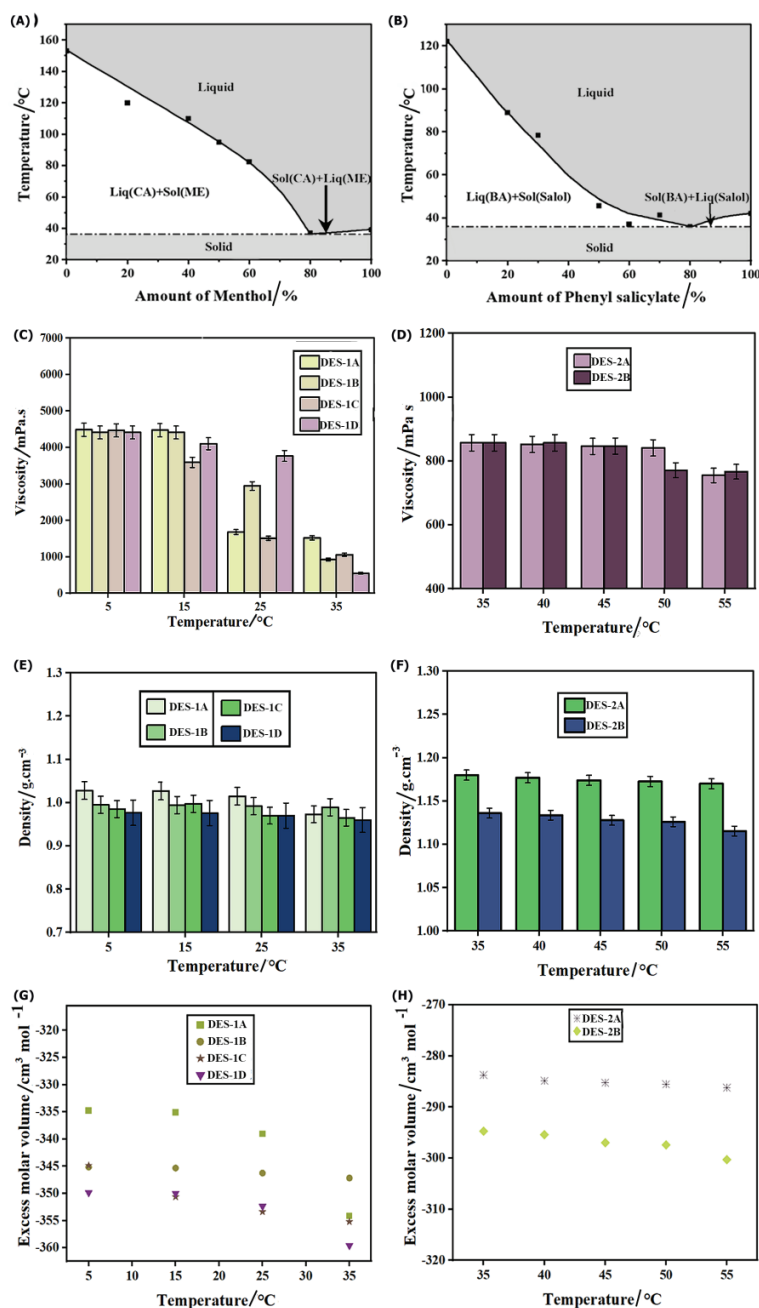 (A)
160
140
120
100
80
60
40
20
Temperature/°C
Liquid
Sol(CA)+Liq(ME)
Liq(CA)+Sol(ME)
Solid
0 20 40 60 80 100
Amount of Menthol/%
(B)
120
100
80
60
40
20
Temperature/°C
Liquid
Sol(BA)+Liq(Salol)
Liq(BA)+Sol(Salol)
Solid
0 20 40 60 80 100
Amount of Phenyl salicylate/%
(C)
7000
6000
5000
4000
3000
2000
1000
0
Viscosity/mPa.s
DES-1A
DES-1B
DES-1C
DES-1D
5 15 25 35
Temperature/°C
(D)
1200
1000
800
600
400
Viscosity/mPa s
DES-2A
DES-2B
35 40 45 50 55
Temperature/°C
(E)
1.3
1.2
1.1
1.0
0.9
0.7
Density/g.cm⁻³
DES-1A DES-1C
DES-1B DES-1D
5 15 25 35
Temperature/°C
(F)
1.30
1.25
1.20
1.15
1.10
1.00
Density/g.cm⁻³
DES-2A
DES-2B
35 40 45 50 55
Temperature/°C
(G)
-320
-325
-330
-335
-340
-345
-350
-355
-360
Excess molar volume/cm³ mol ⁻¹
DES-1A
DES-1B
DES-1C
DES-1D
5 10 15 20 25 30 35
Temperature/°C
(H)
-270
-280
-290
-300
-310
-320
Excess molar volume/cm³ mol ⁻¹
DES-2A
DES-2B
35 40 45 50 55
Temperature/°C